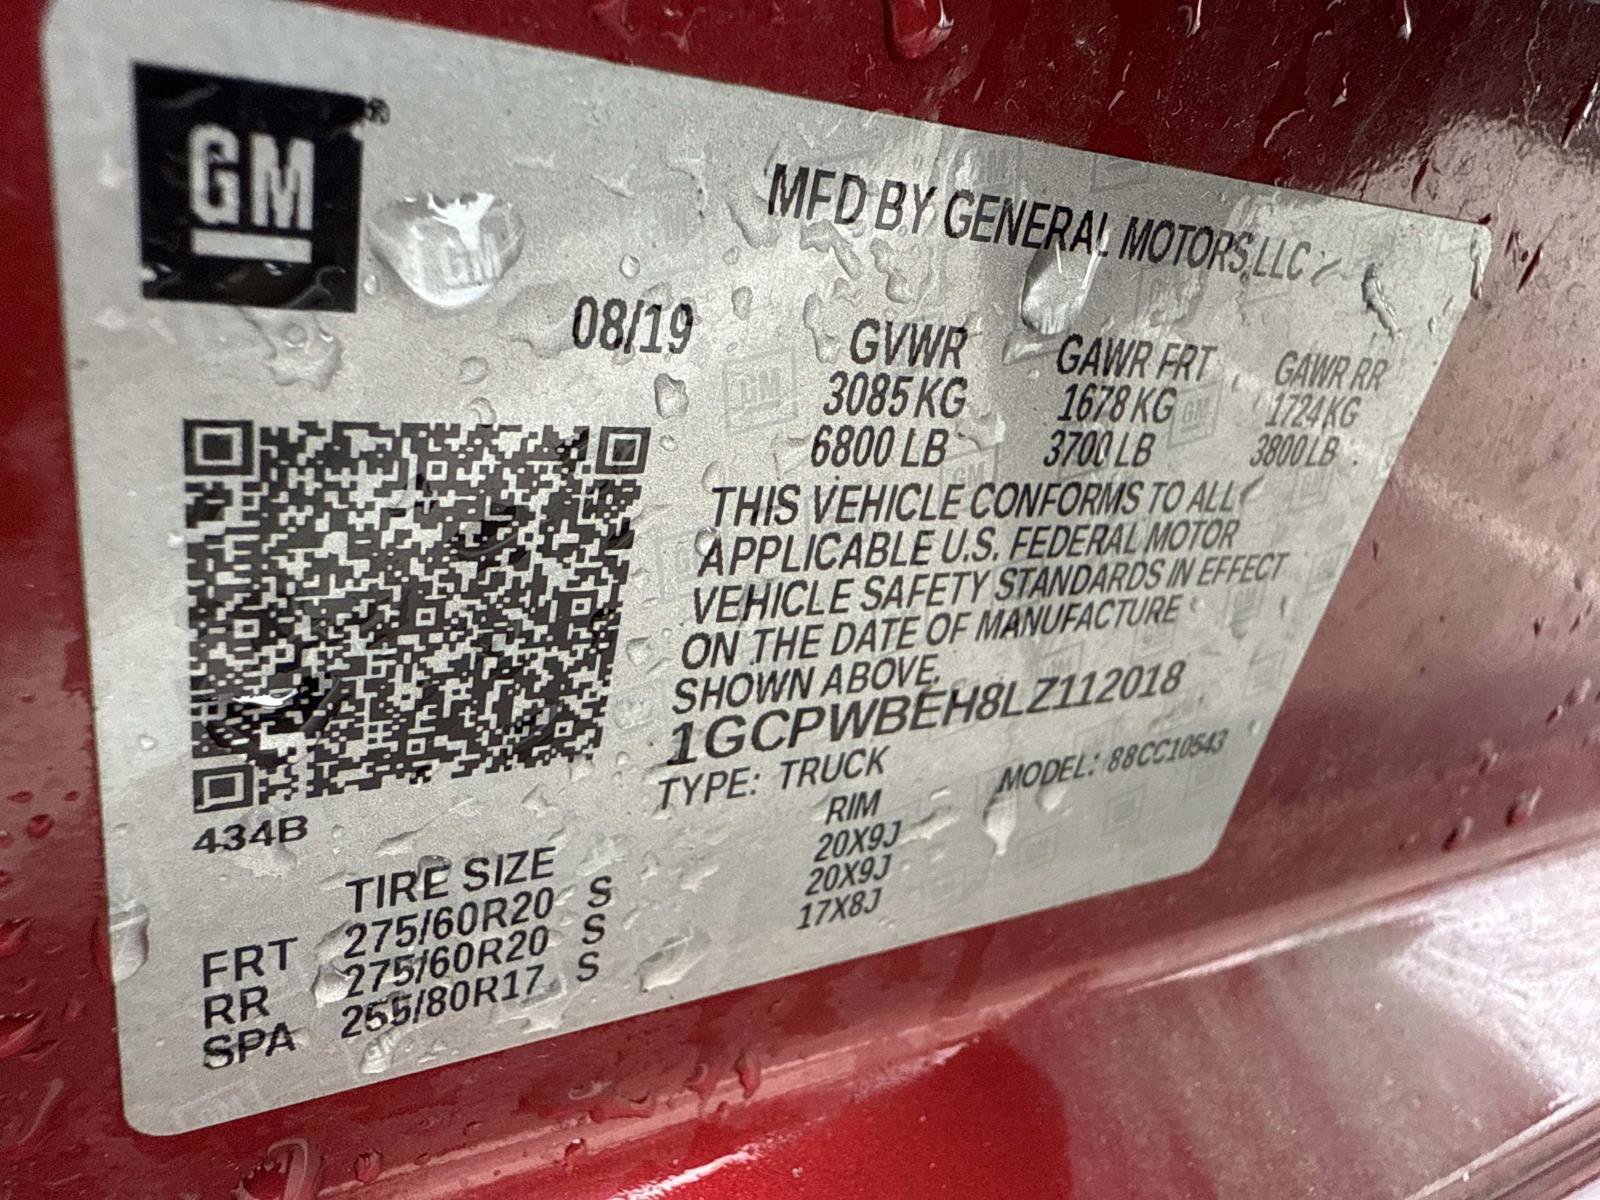 GM®
MFD BY GENERAL MOTORS LLC
08/19
GVWR GAWR FRT GAWR RR
3085 KG 1678 KG 1724 KG
6800 LB 3700 LB 3800 LB
THIS VEHICLE CONFORMS TO ALL
APPLICABLE U.S. FEDERAL MOTOR
VEHICLE SAFETY STANDARDS IN EFFECT
ON THE DATE OF MANUFACTURE
SHOWN ABOVE.
1GCPWBEH8LZ112018
TYPE: TRUCK MODEL: 88CC10543
434B
TIRE SIZE RIM
FRT 275/60R20 S 20X9J
RR 275/60R20 S 20X9J
SPA 255/80R17 S 17X8J